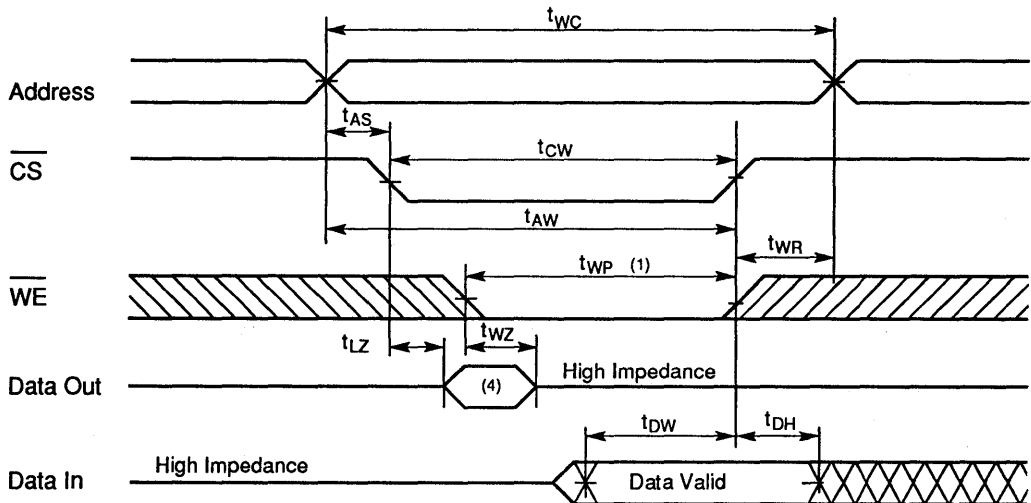 tWC
Address
tAS
CS
tCW
tAW
tWR
WE
tWP (1)
tLZ
tWZ
Data Out
(4)
High Impedance
tDW
tDH
Data In
High Impedance
Data Valid